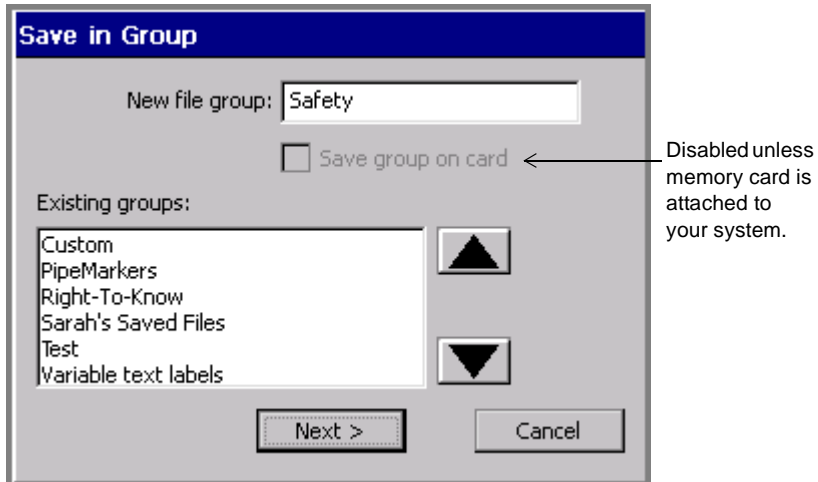 Save in Group
New file group: Safety
Save group on card
Disabled unless
memory card is
attached to
your system.
Existing groups:
Custom
PipeMarkers
Right-To-Know
Sarah's Saved Files
Test
Variable text labels
Next >
Cancel